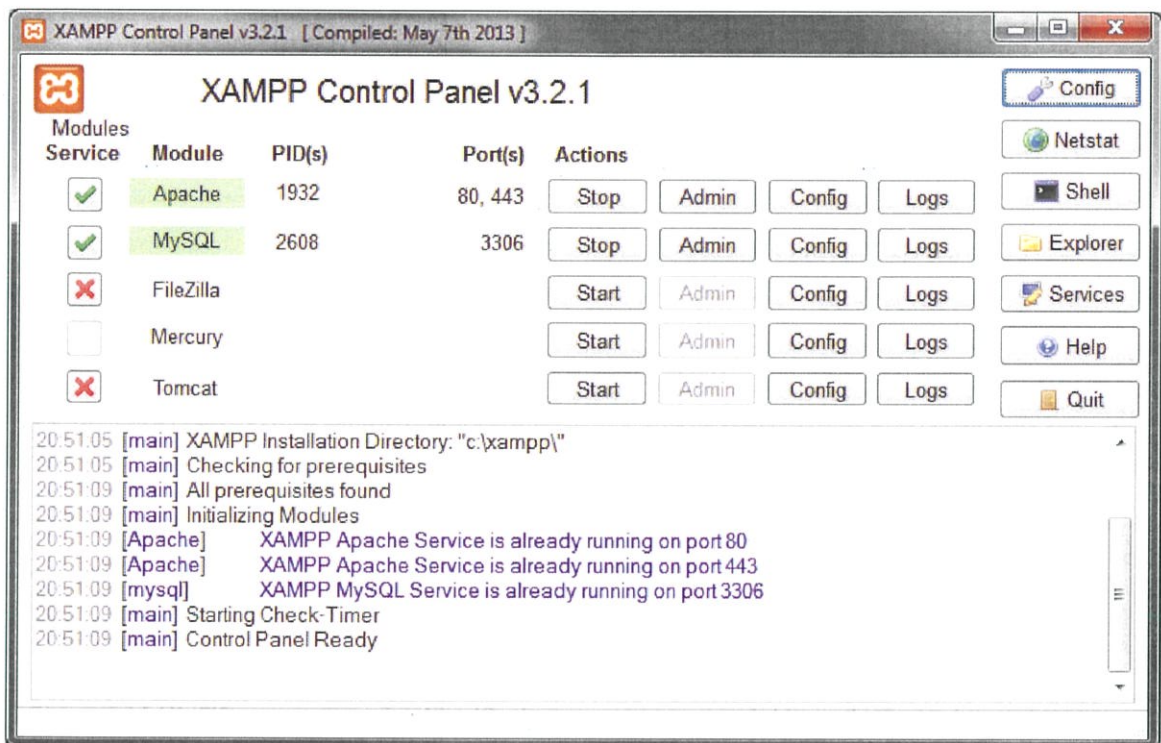 XAMPP Control Panel v3.2.1 [ Compiled: May 7th 2013 ]
XAMPP Control Panel v3.2.1
Config
Modules
Service Module PID(s) Port(s) Actions
Netstat
Apache 1932 80, 443 Stop Admin Config Logs
Shell
MySQL 2608 3306 Stop Admin Config Logs
Explorer
FileZilla Start Admin Config Logs
Services
Mercury Start Admin Config Logs
Help
Tomcat Start Admin Config Logs
Quit
20:51:05 [main] XAMPP Installation Directory: "c:\xampp\"
20:51:05 [main] Checking for prerequisites
20:51:09 [main] All prerequisites found
20:51:09 [main] Initializing Modules
20:51:09 [Apache] XAMPP Apache Service is already running on port 80
20:51:09 [Apache] XAMPP Apache Service is already running on port 443
20:51:09 [mysql] XAMPP MySQL Service is already running on port 3306
20:51:09 [main] Starting Check-Timer
20:51:09 [main] Control Panel Ready